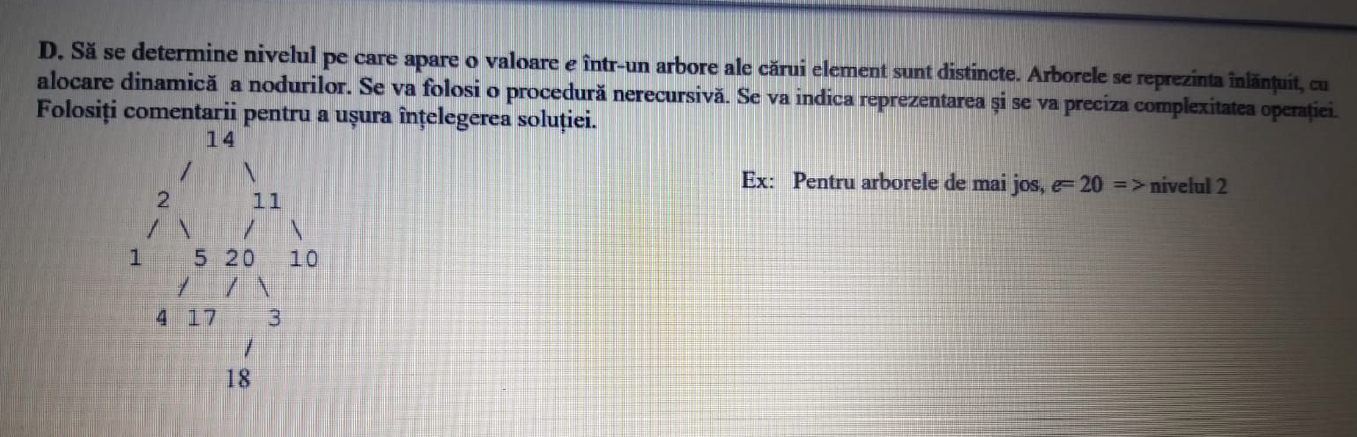 D. Să se determine nivelul pe care apare o valoare e într-un arbore ale cărui element sunt distincte. Arborele se reprezinta înlănțuit, cu
alocare dinamică a nodurilor. Se va folosi o procedură nerecursivă. Se va indica reprezentarea și se va preciza complexitatea operației.
Folosiți comentarii pentru a ușura înțelegerea soluției.
14
/ \
Ex: Pentru arborele de mai jos, e= 20 => nivelul 2
2 11
/ \ / \
1 5 20 10
/ / \
4 17 3
/
18